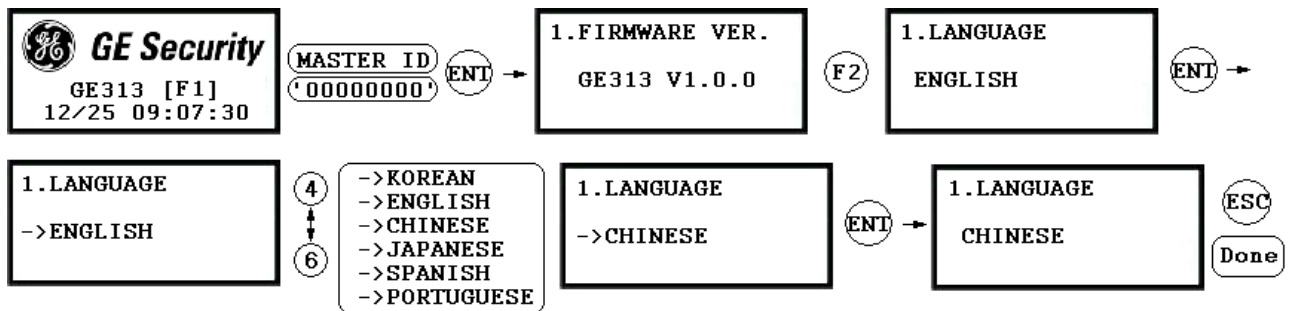 GE Security
GE313 [F1]
12/25 09:07:30
MASTER ID
'00000000'
ENT
1.FIRMWARE VER.
GE313 V1.0.0
F2
1.LANGUAGE
ENGLISH
ENT
1.LANGUAGE
->ENGLISH
4
6
->KOREAN
->ENGLISH
->CHINESE
->JAPANESE
->SPANISH
->PORTUGUESE
1.LANGUAGE
->CHINESE
ENT
1.LANGUAGE
CHINESE
ESC
Done